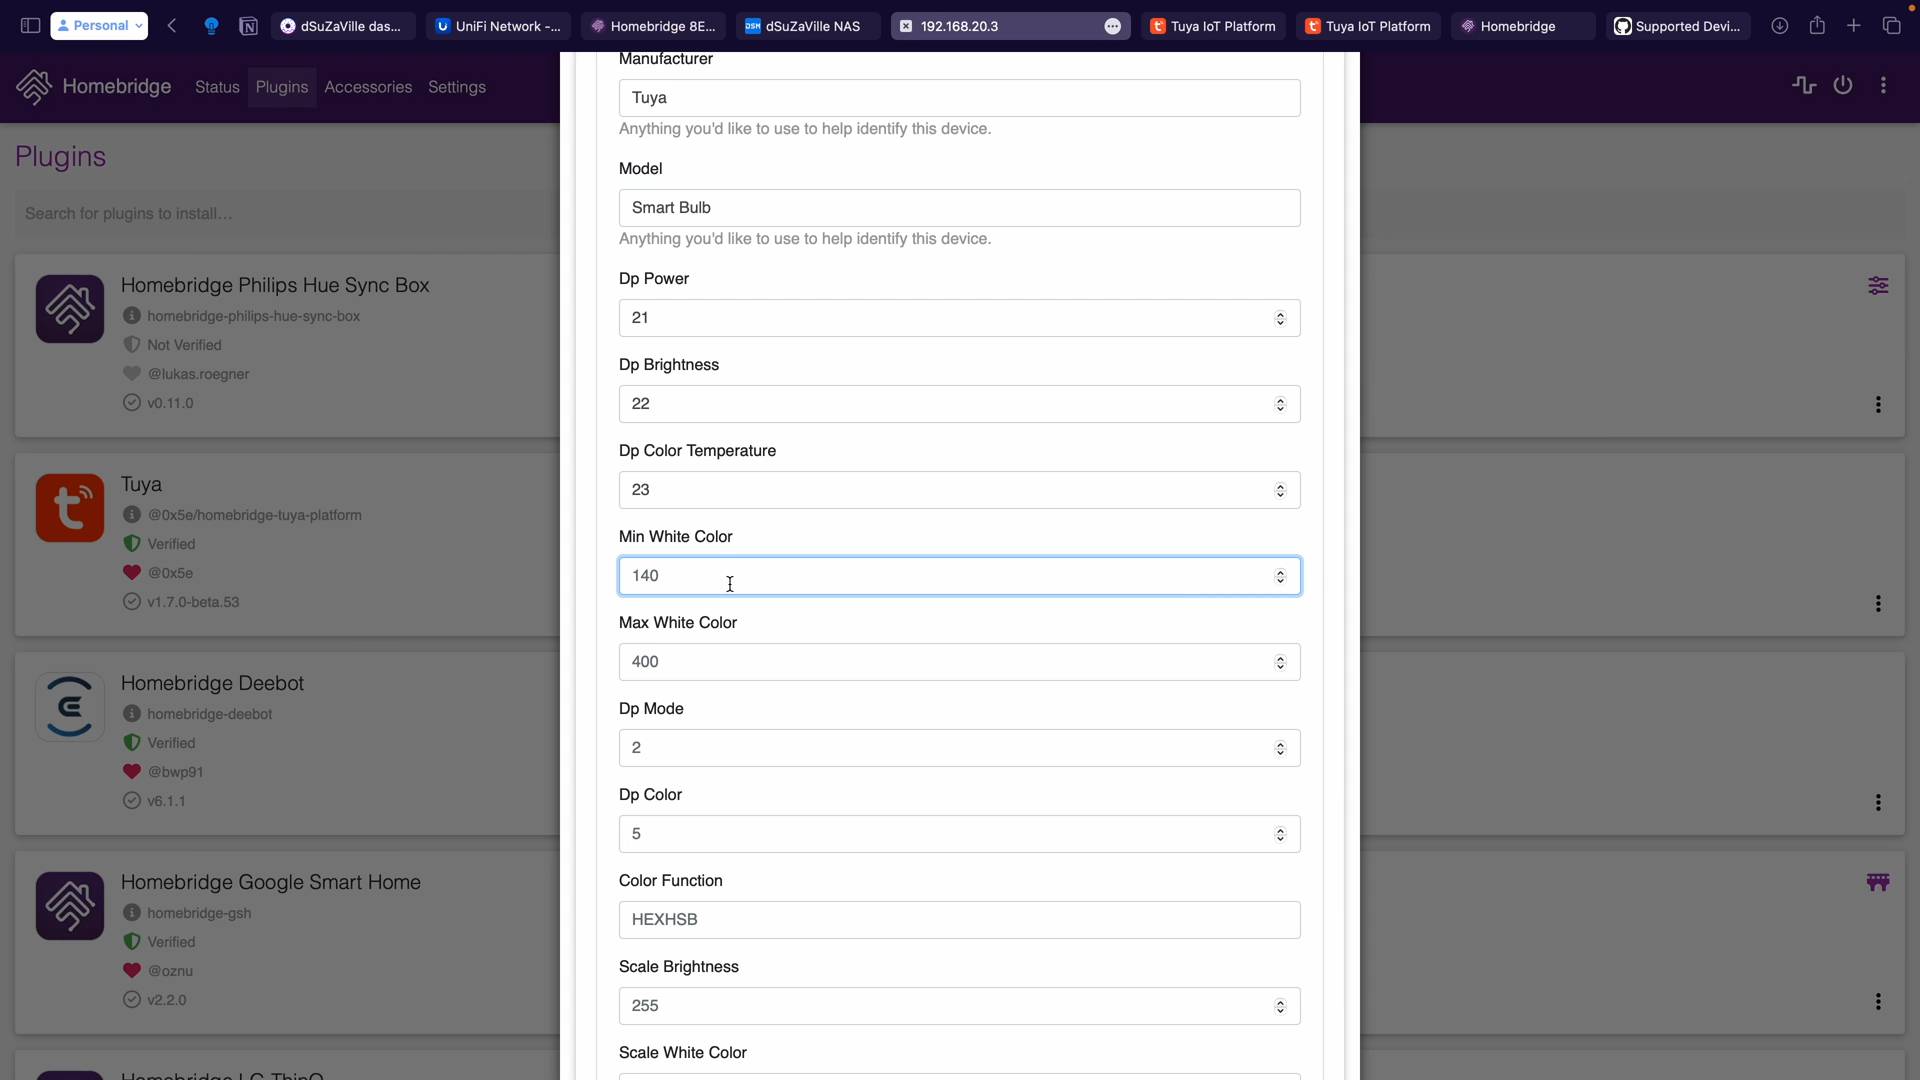 Personal
dSuZaVille das...
UniFi Network -...
Homebridge 8E...
DSM dSuZaVille NAS
192.168.20.3
Tuya IoT Platform
Tuya IoT Platform
Homebridge
Supported Devi...
Homebridge
Status
Plugins
Accessories
Settings
Plugins
Search for plugins to install...
Homebridge Philips Hue Sync Box
homebridge-philips-hue-sync-box
Not Verified
@lukas.roegner
v0.11.0
Tuya
@0x5e/homebridge-tuya-platform
Verified
@0x5e
v1.7.0-beta.53
Homebridge Deebot
homebridge-deebot
Verified
@bwp91
v6.1.1
Homebridge Google Smart Home
homebridge-gsh
Verified
@oznu
v2.2.0
Homebridge LG ThinQ
Manufacturer
Tuya
Anything you'd like to use to help identify this device.
Model
Smart Bulb
Anything you'd like to use to help identify this device.
Dp Power
21
Dp Brightness
22
Dp Color Temperature
23
Min White Color
140
Max White Color
400
Dp Mode
2
Dp Color
5
Color Function
HEXHSB
Scale Brightness
255
Scale White Color